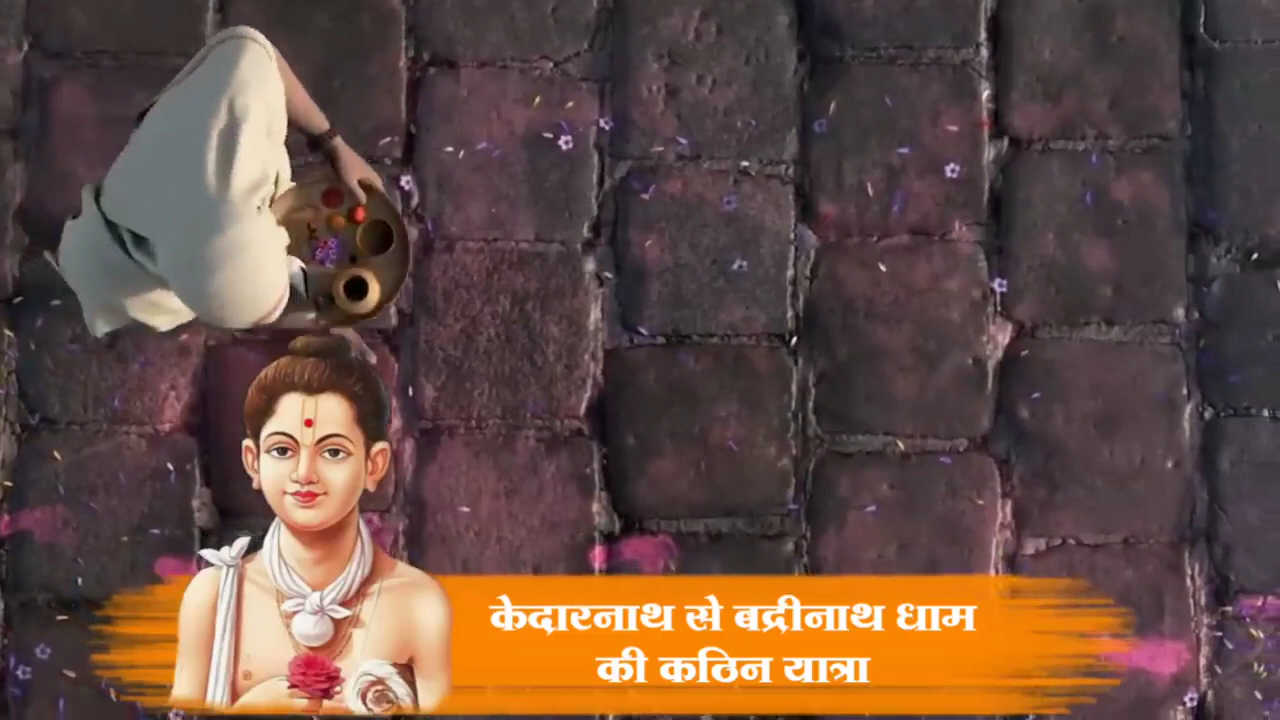 केदारनाथ से बद्रीनाथ धाम
की कठिन यात्रा